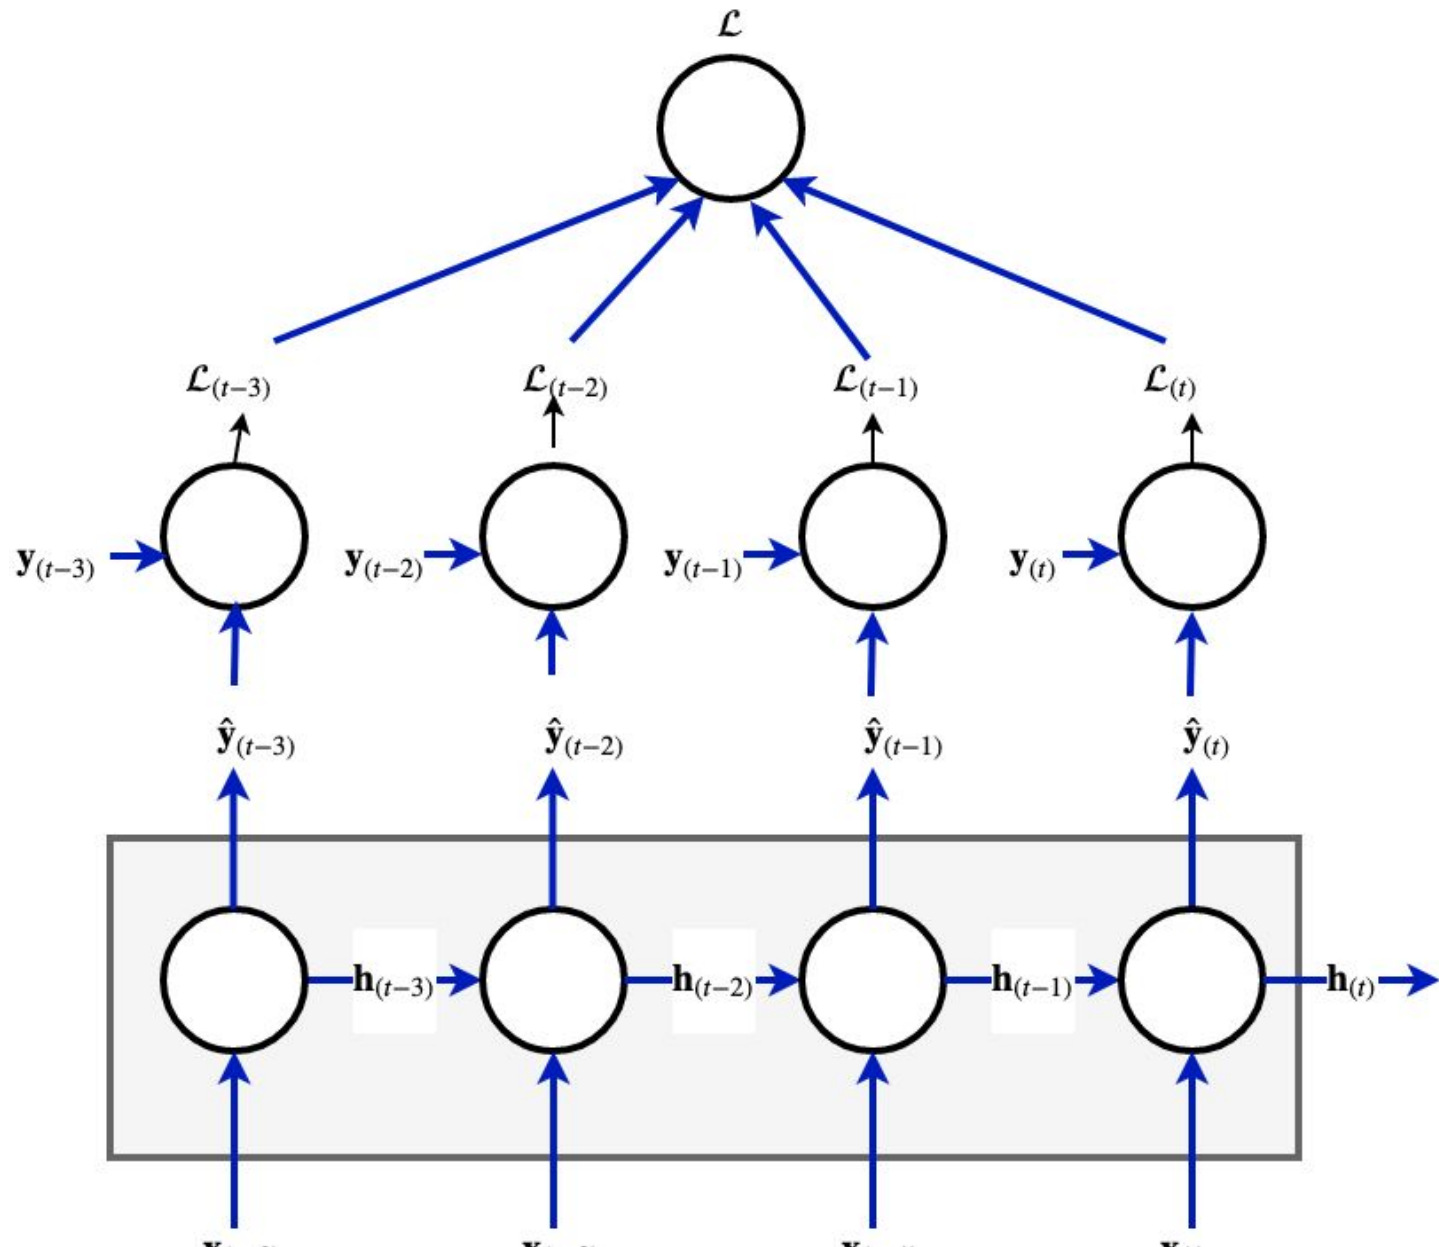 ℒ
ℒ(t−3) ℒ(t−2) ℒ(t−1) ℒ(t)
y(t−3) y(t−2) y(t−1) y(t)
ŷ(t−3) ŷ(t−2) ŷ(t−1) ŷ(t)
h(t−3) h(t−2) h(t−1) h(t)